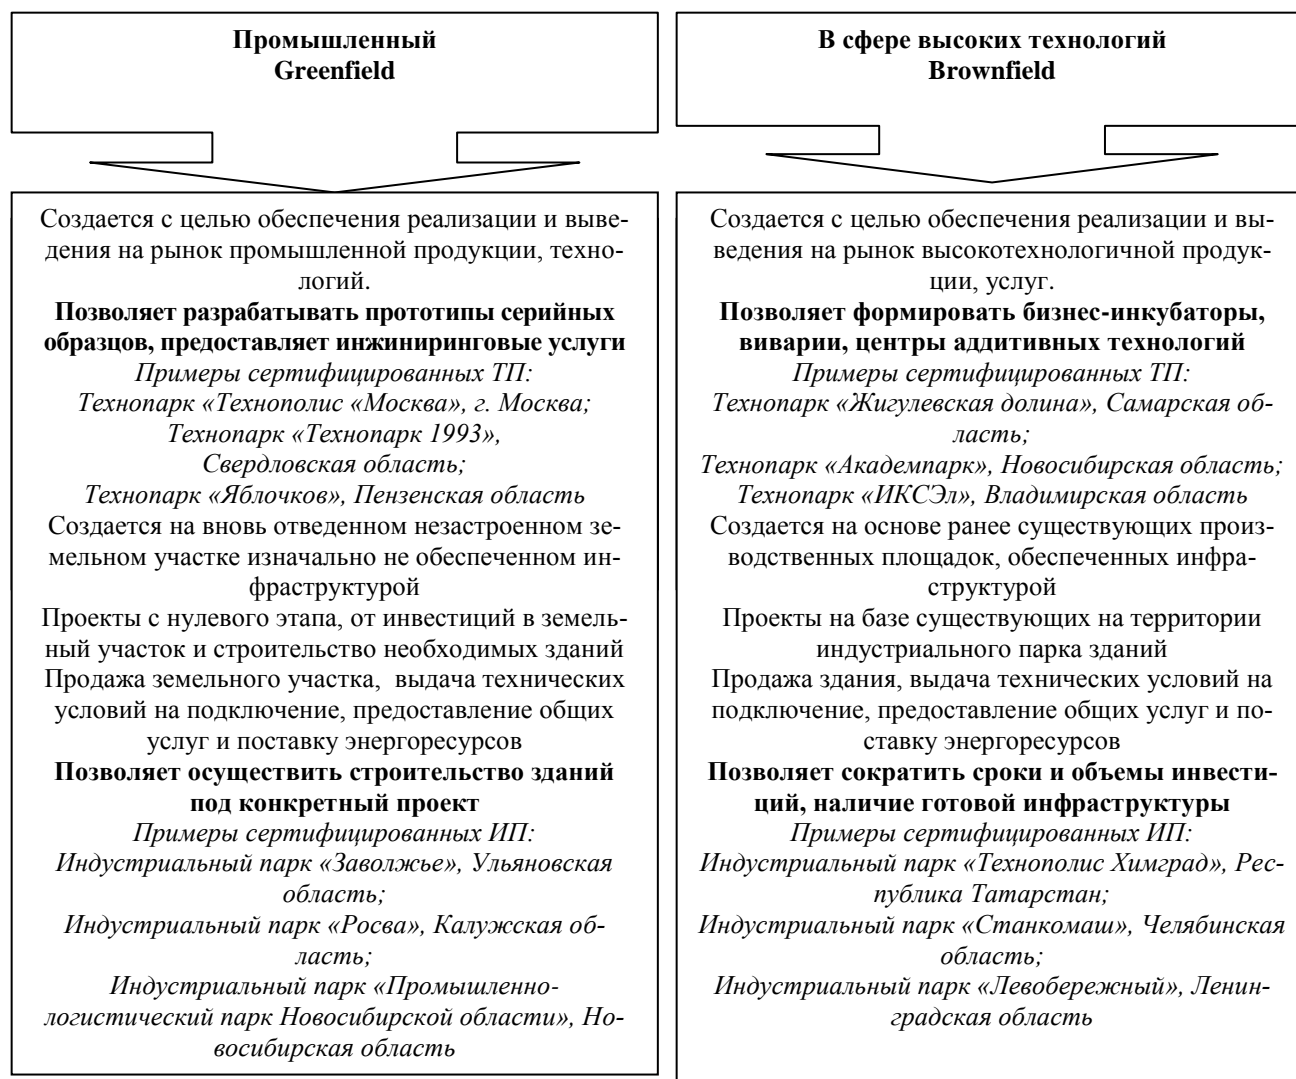 Промышленный
Greenfield
Создается с целью обеспечения реализации и выве-
дения на рынок промышленной продукции, техно-
логий.
Позволяет разрабатывать прототипы серийных
образцов, предоставляет инжиниринговые услуги
Примеры сертифицированных ТП:
Технопарк «Технополис «Москва», г. Москва;
Технопарк «Технопарк 1993»,
Свердловская область;
Технопарк «Яблочков», Пензенская область
Создается на вновь отведенном незастроенном зе-
мельном участке изначально не обеспеченном ин-
фраструктурой
Проекты с нулевого этапа, от инвестиций в земель-
ный участок и строительство необходимых зданий
Продажа земельного участка, выдача технических
условий на подключение, предоставление общих
услуг и поставку энергоресурсов
Позволяет осуществить строительство зданий
под конкретный проект
Примеры сертифицированных ИП:
Индустриальный парк «Заволжье», Ульяновская
область;
Индустриальный парк «Росва», Калужская об-
ласть;
Индустриальный парк «Промышленно-
логистический парк Новосибирской области», Но-
восибирская область
В сфере высоких технологий
Brownfield
Создается с целью обеспечения реализации и вы-
ведения на рынок высокотехнологичной продук-
ции, услуг.
Позволяет формировать бизнес-инкубаторы,
виварии, центры аддитивных технологий
Примеры сертифицированных ТП:
Технопарк «Жигулевская долина», Самарская об-
ласть;
Технопарк «Академпарк», Новосибирская область;
Технопарк «ИКСЭл», Владимирская область
Создается на основе ранее существующих произ-
водственных площадок, обеспеченных инфра-
структурой
Проекты на базе существующих на территории
индустриального парка зданий
Продажа здания, выдача технических условий на
подключение, предоставление общих услуг и по-
ставку энергоресурсов
Позволяет сократить сроки и объемы инвести-
ций, наличие готовой инфраструктуры
Примеры сертифицированных ИП:
Индустриальный парк «Технополис Химград», Рес-
публика Татарстан;
Индустриальный парк «Станкомаш», Челябинская
область;
Индустриальный парк «Левобережный», Ленин-
градская область